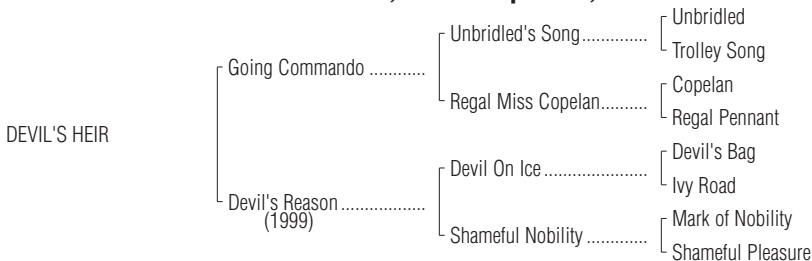 Unbridled
Unbridled's Song.............
Trolley Song
Going Commando ............
Copelan
Regal Miss Copelan..........
Regal Pennant
DEVIL'S HEIR
Devil's Bag
Devil On Ice......................
Ivy Road
Devil's Reason..................
(1999)
Mark of Nobility
Shameful Nobility.............
Shameful Pleasure